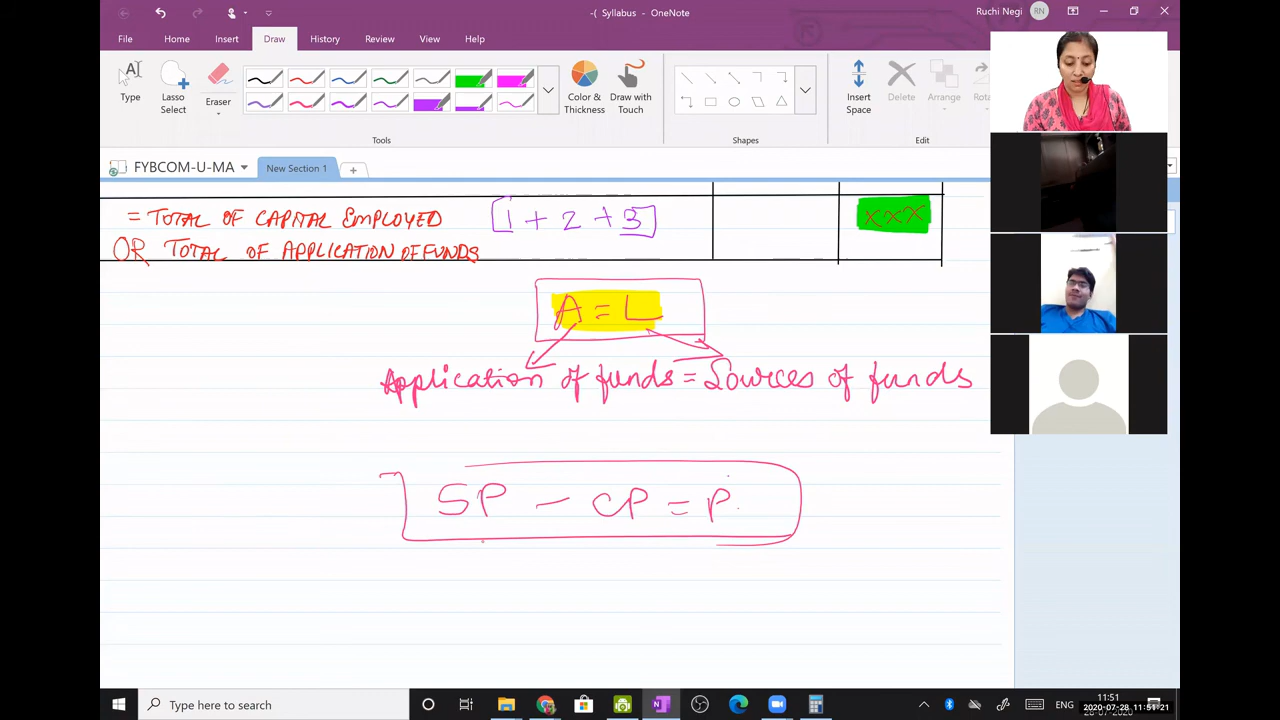 -( Syllabus - OneNote
Ruchi Negi RN
File Home Insert Draw History Review View Help
Type
Lasso Select
Eraser
Color & Thickness
Draw with Touch
Insert Space
Delete
Arrange
Rota
Tools Shapes Edit
FYBCOM-U-MA New Section 1 +
= TOTAL OF CAPITAL EMPLOYED [1 + 2 + 3] XXX
OR TOTAL OF APPLICATION OF FUNDS
A = L
Application of funds = Sources of funds
SP - CP = P
Type here to search
ENG
11:51
2020-07-28 11:51:21